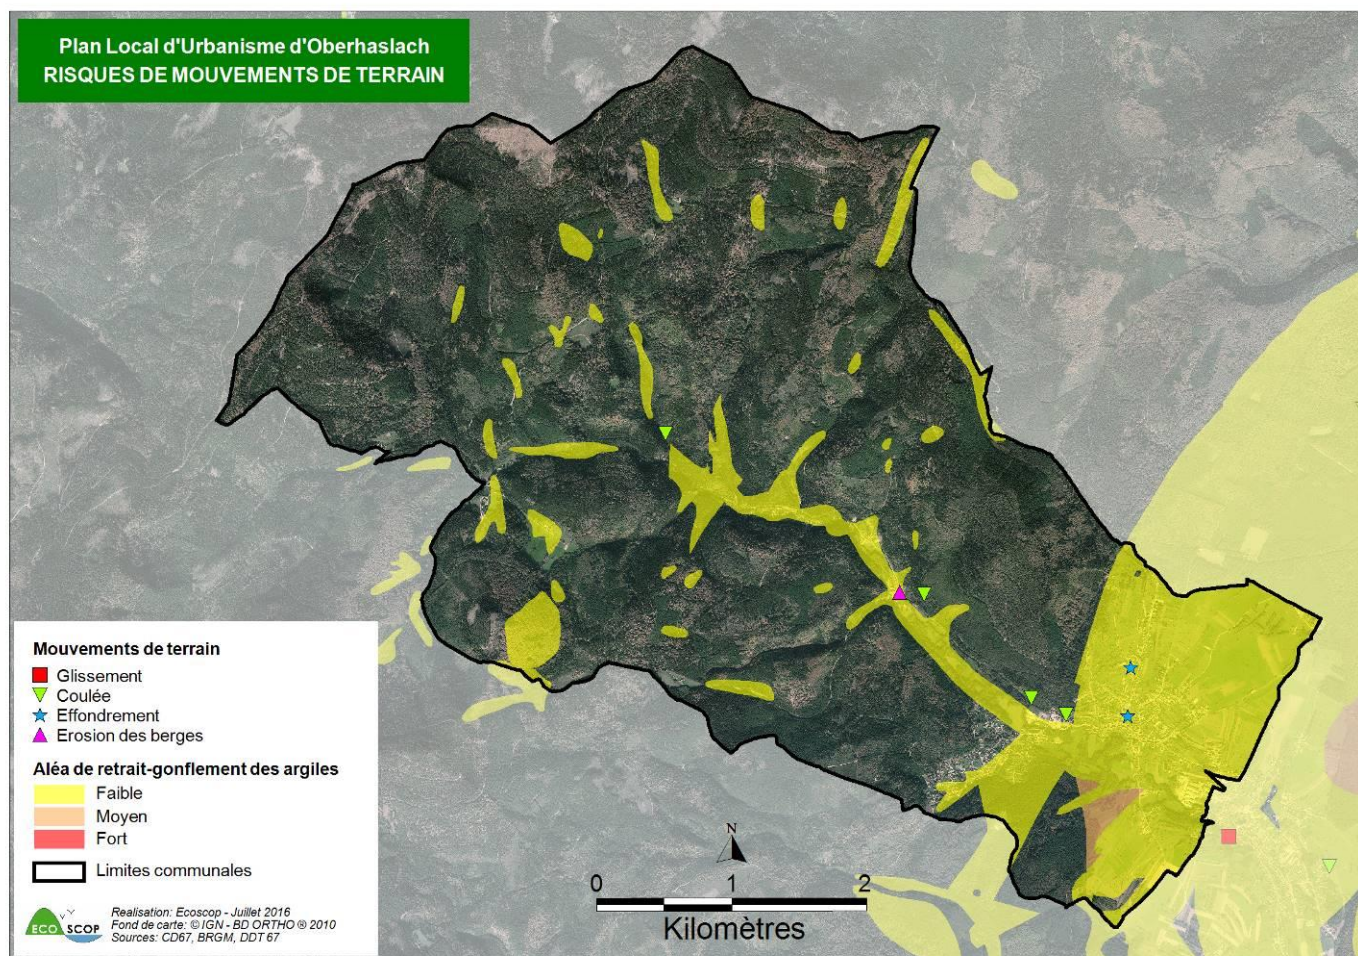 Plan Local d'Urbanisme d'Oberhaslach
RISQUES DE MOUVEMENTS DE TERRAIN
Mouvements de terrain
Glissement
Coulée
Effondrement
Erosion des berges
Aléa de retrait-gonflement des argiles
Faible
Moyen
Fort
Limites communales
ECO SCOP
Realisation: Ecoscop - Juillet 2016
Fond de carte: © IGN - BD ORTHO ® 2010
Sources: CD67, BRGM, DDT 67
N
0 1 2
Kilomètres